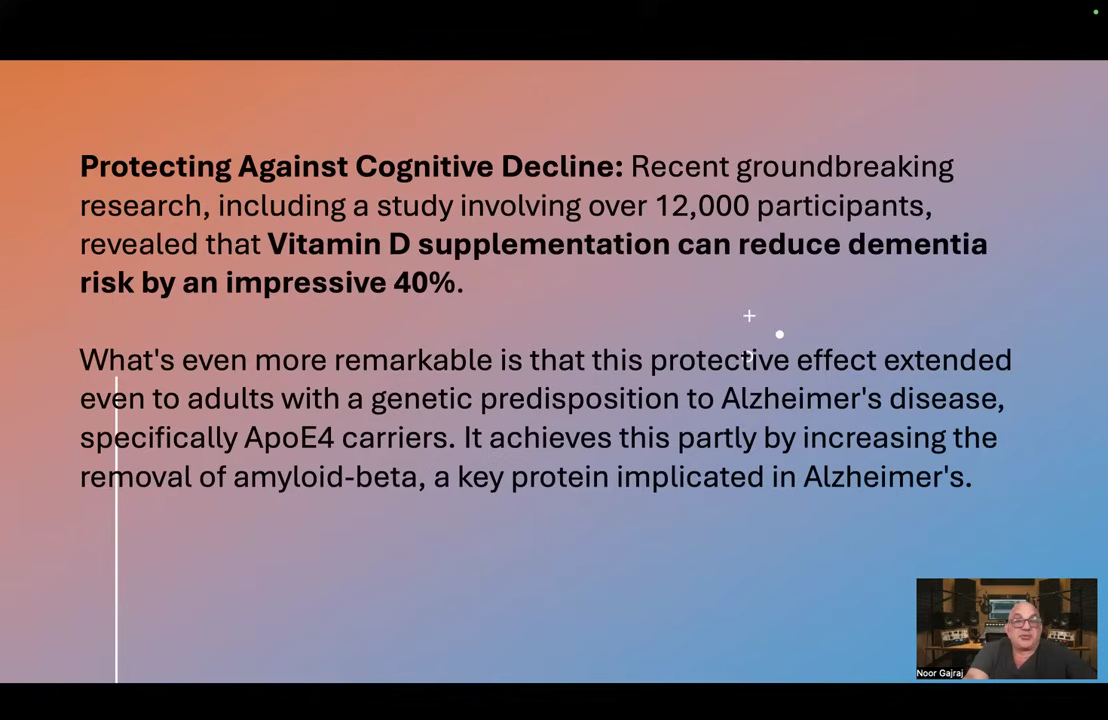 Protecting Against Cognitive Decline: Recent groundbreaking
research, including a study involving over 12,000 participants,
revealed that Vitamin D supplementation can reduce dementia
risk by an impressive 40%.
What's even more remarkable is that this protective effect extended
even to adults with a genetic predisposition to Alzheimer's disease,
specifically ApoE4 carriers. It achieves this partly by increasing the
removal of amyloid-beta, a key protein implicated in Alzheimer's.
Noor Gajraj